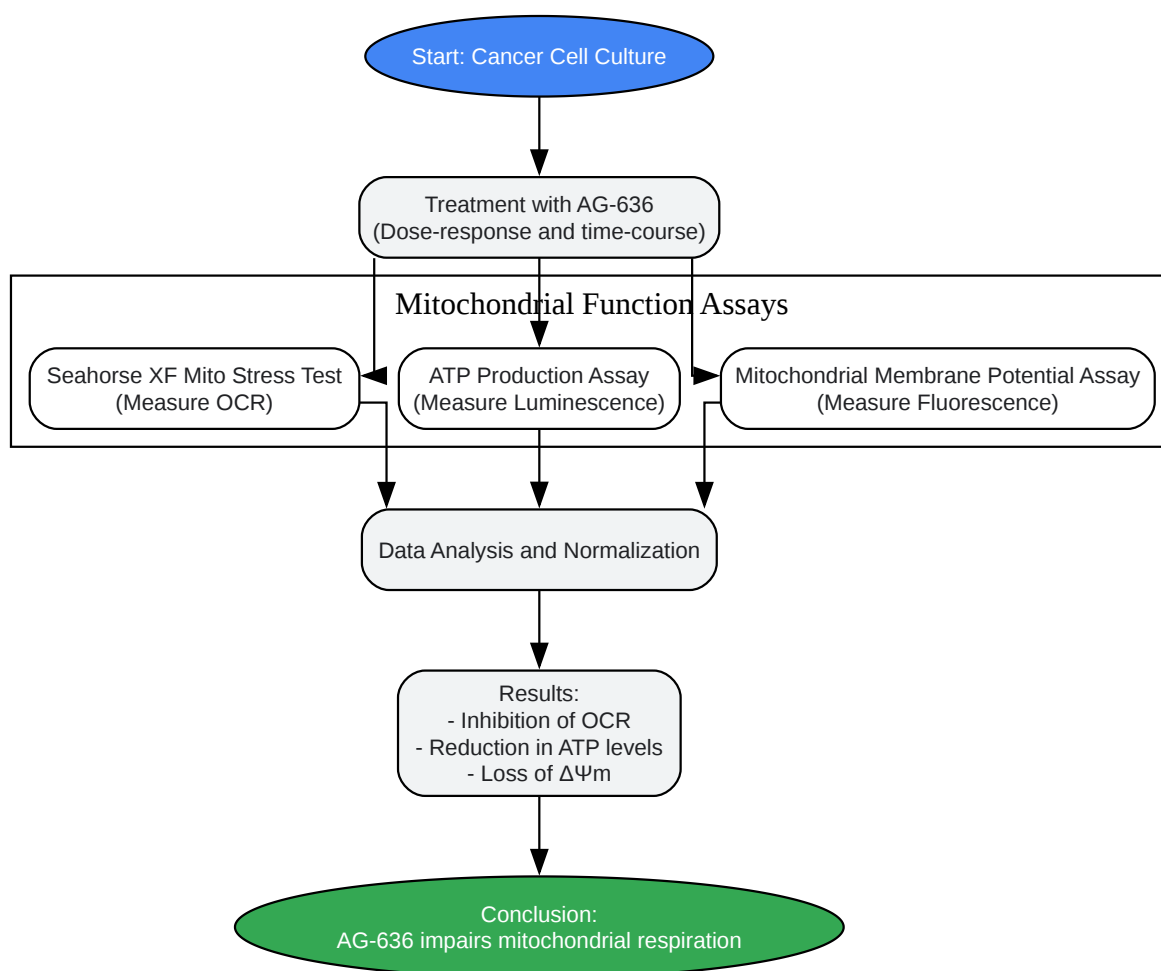 Start: Cancer Cell Culture
Treatment with AG-636
(Dose-response and time-course)
Mitochondrial Function Assays
Seahorse XF Mito Stress Test
(Measure OCR)
ATP Production Assay
(Measure Luminescence)
Mitochondrial Membrane Potential Assay
(Measure Fluorescence)
Data Analysis and Normalization
Results:
- Inhibition of OCR
- Reduction in ATP levels
- Loss of ΔΨm
Conclusion:
AG-636 impairs mitochondrial respiration